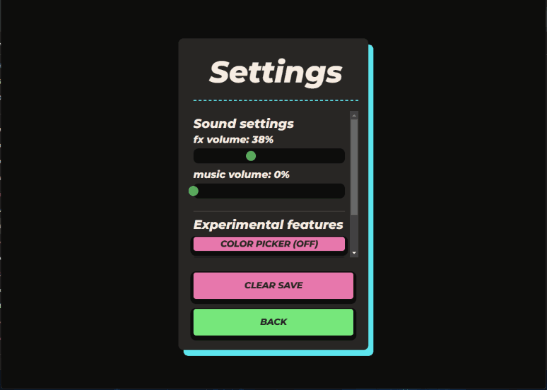 Settings
Sound settings
fx volume: 38%
music volume: 0%
Experimental features
COLOR PICKER (OFF)
CLEAR SAVE
BACK